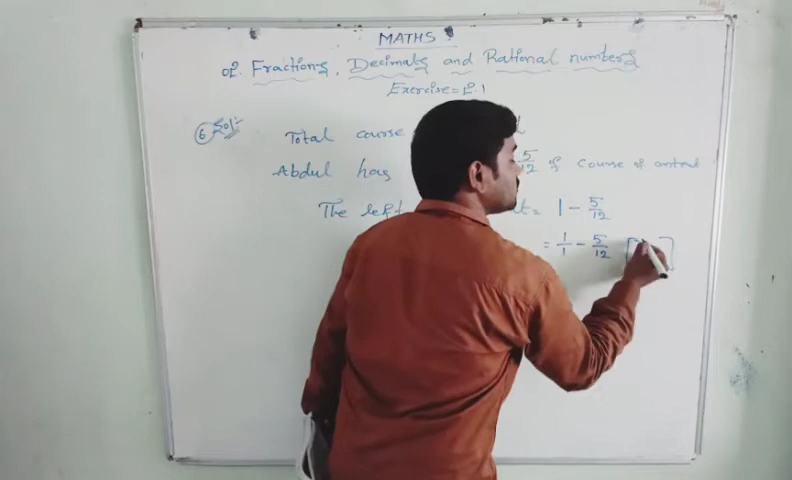 MATHS
02. Fractions, Decimals and Rational numbers
Exercise = 2.1
6 Sol:- Total course
Abdul has 5/12 of course of antral
The left = 1 - 5/12
= 1/1 - 5/12 [ ]